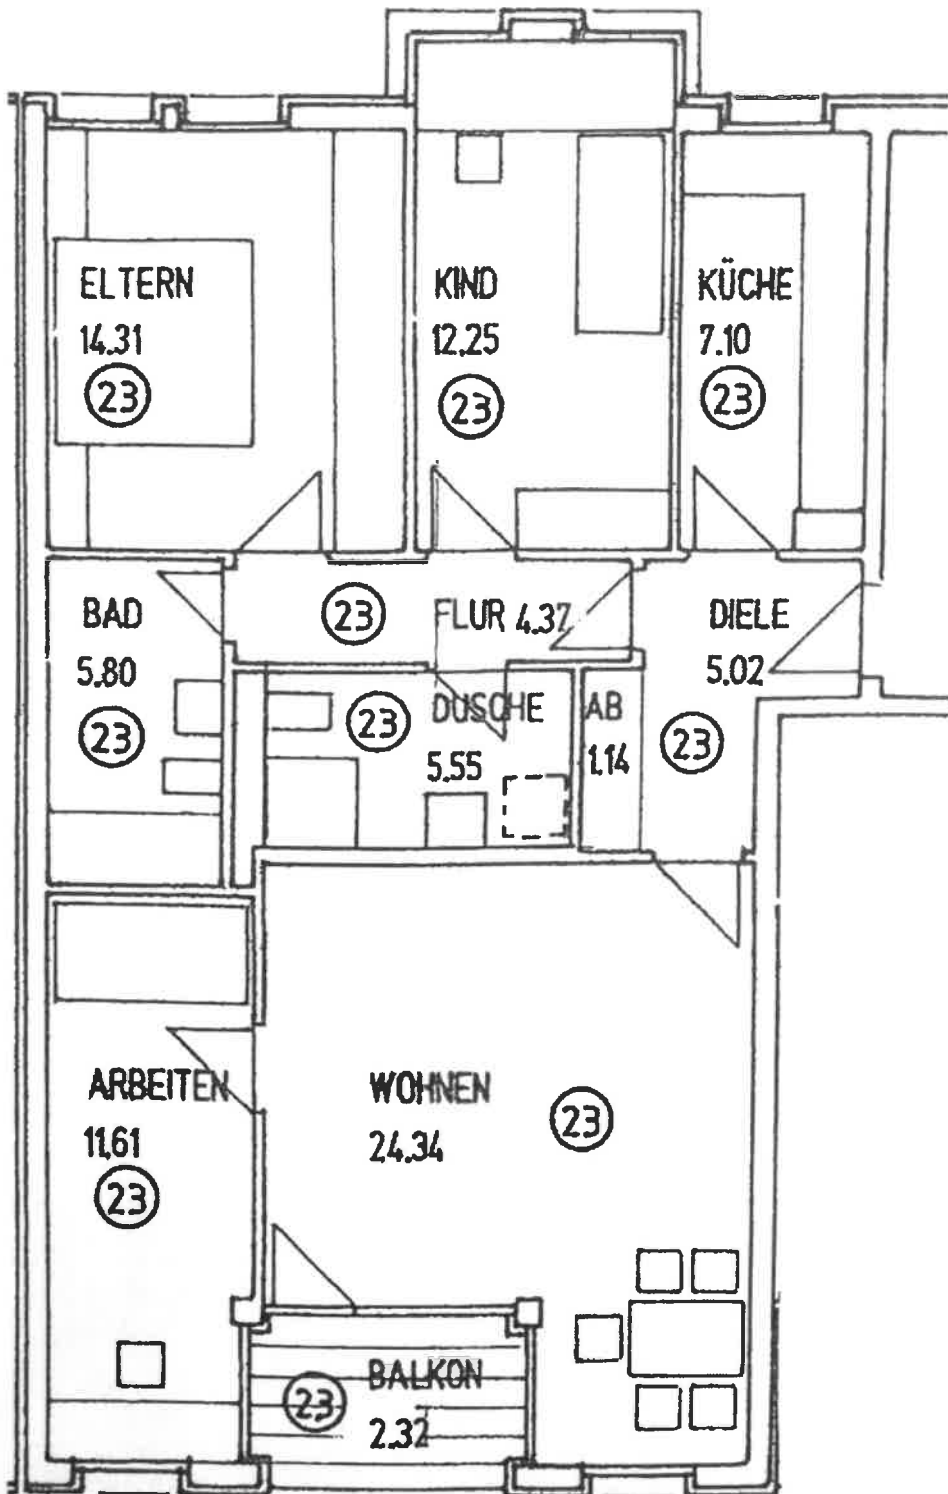 ELTERN
14.31
23
KIND
12.25
23
KÜCHE
7.10
23
BAD
5.80
23
23
FLUR 4.37
DIELE
5.02
23
23
DUSCHE
5.55
AB
1.14
ARBEITEN
11.61
23
WOHNEN
24.34
23
23
BALKON
2.32